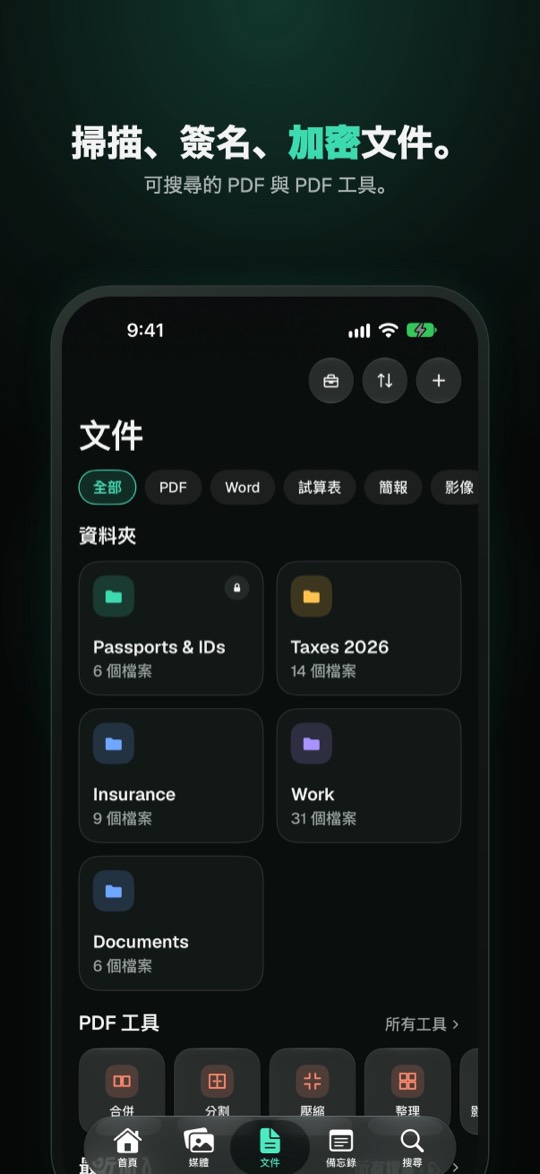 掃描、簽名、加密文件。
可搜尋的 PDF 與 PDF 工具。
9:41
文件
全部 PDF Word 試算表 簡報 影像
資料夾
Passports & IDs
6 個檔案
Taxes 2026
14 個檔案
Insurance
9 個檔案
Work
31 個檔案
Documents
6 個檔案
PDF 工具
所有工具
合併 分割 壓縮 整理
首頁 媒體 文件 備忘錄 搜尋